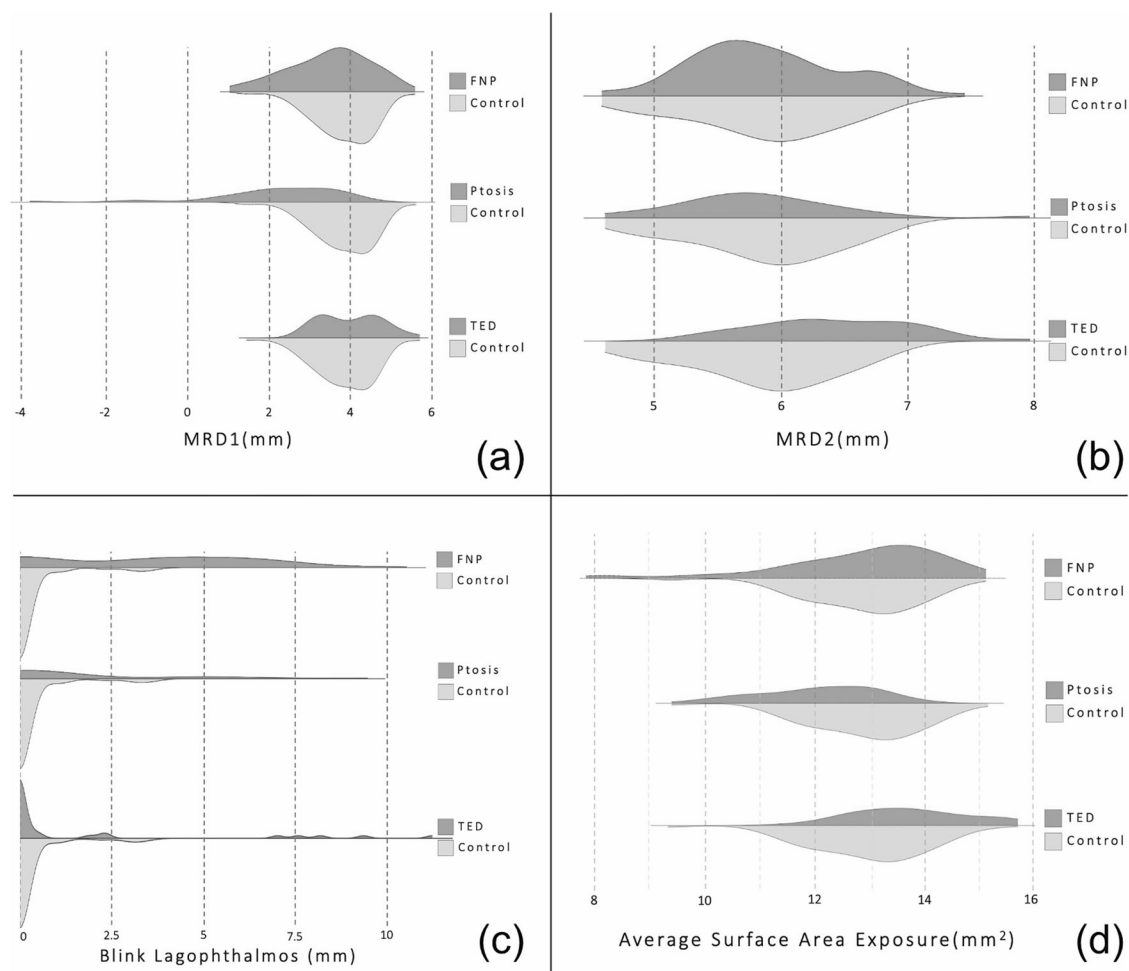 FNP
Control
Ptosis
Control
TED
Control
-4 -2 0 2 4 6
MRD1(mm)
(a)
FNP
Control
Ptosis
Control
TED
Control
5 6 7 8
MRD2(mm)
(b)
FNP
Control
Ptosis
Control
TED
Control
0 2.5 5 7.5 10
Blink Lagophthalmos (mm)
(c)
FNP
Control
Ptosis
Control
TED
Control
8 10 12 14 16
Average Surface Area Exposure(mm²)
(d)